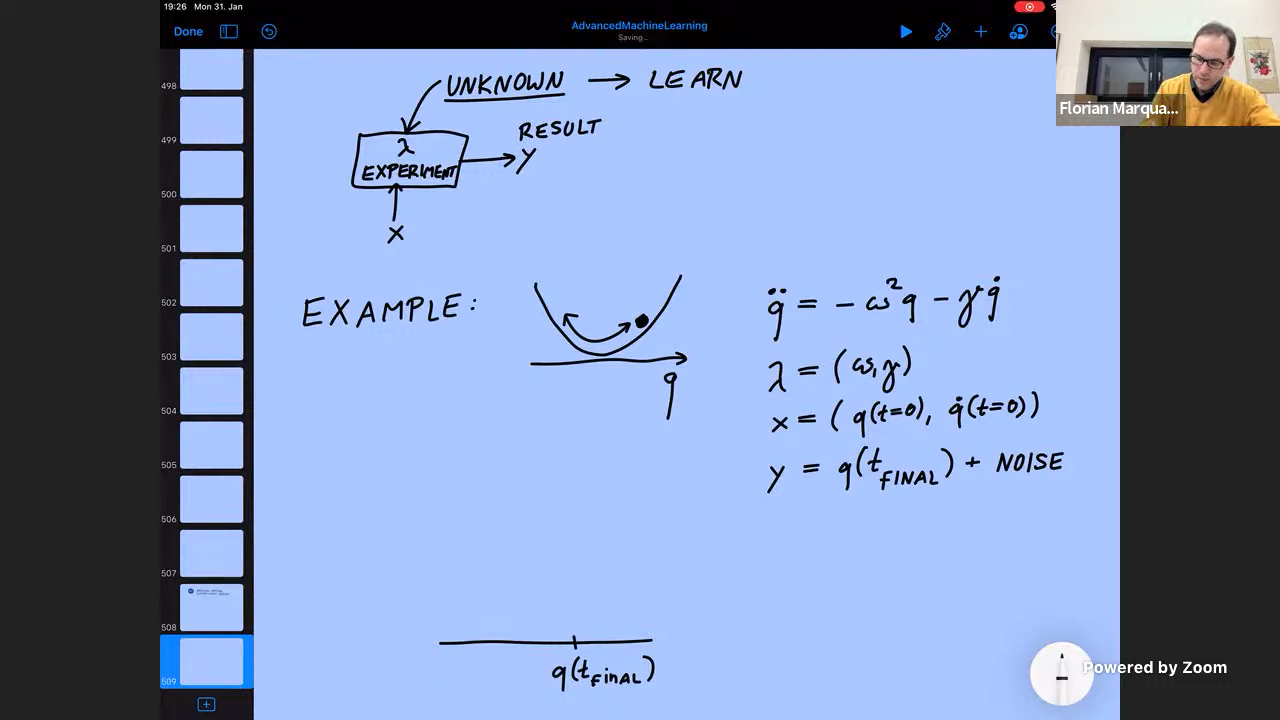 19:26 Mon 31. Jan
Done
AdvancedMachineLearning
Saving...
Florian Marqua...
498
499
500
501
502
503
504
505
506
507
508
509
UNKNOWN → LEARN
λ
EXPERIMENT
RESULT
y
x
EXAMPLE:
q
q̈ = - ω²q - γq̇
λ = (ω, γ)
x = ( q(t=0), q̇(t=0))
y = q(t_FINAL) + NOISE
q(t_FINAL)
Powered by Zoom